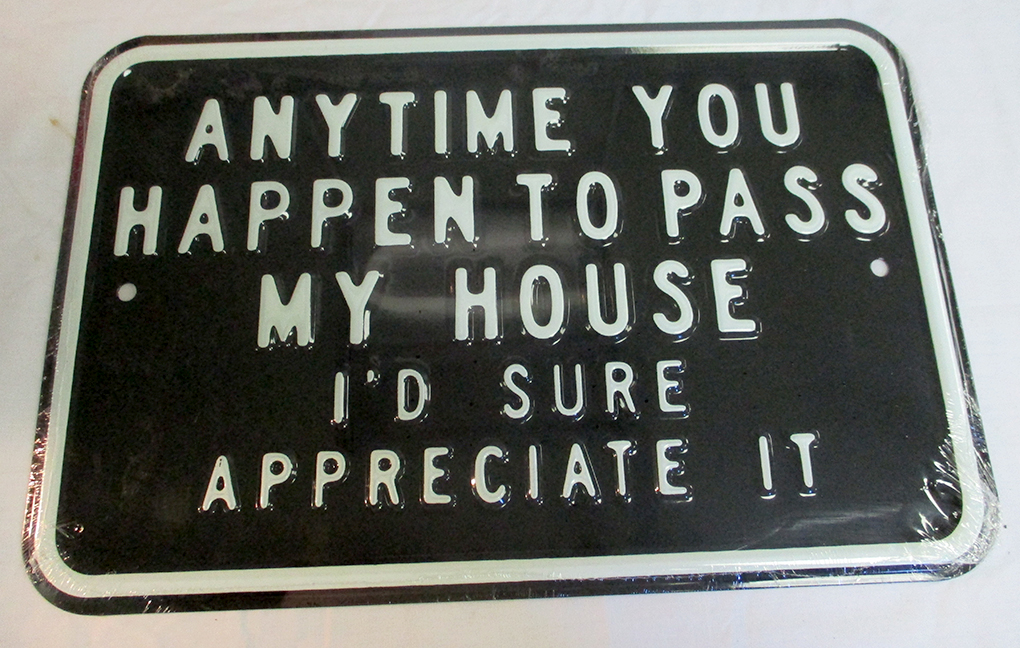 ANYTIME YOU
HAPPEN TO PASS
MY HOUSE
I'D SURE
APPRECIATE IT